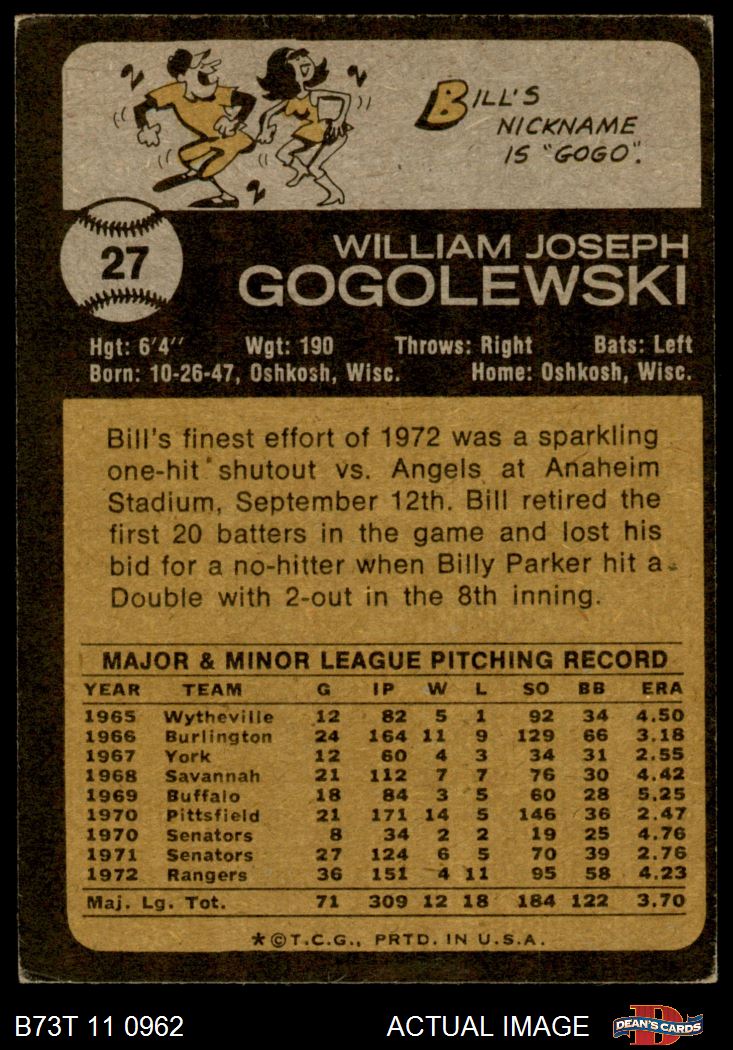 2
2
2
BILL'S
NICKNAME
IS "GOGO".
27
WILLIAM JOSEPH
GOGOLEWSKI
Hgt: 6'4'' Wgt: 190 Throws: Right Bats: Left
Born: 10-26-47, Oshkosh, Wisc. Home: Oshkosh, Wisc.
Bill's finest effort of 1972 was a sparkling
one-hit shutout vs. Angels at Anaheim
Stadium, September 12th. Bill retired the
first 20 batters in the game and lost his
bid for a no-hitter when Billy Parker hit a
Double with 2-out in the 8th inning.
MAJOR & MINOR LEAGUE PITCHING RECORD
YEAR TEAM G IP W L SO BB ERA
1965 Wytheville 12 82 5 1 92 34 4.50
1966 Burlington 24 164 11 9 129 66 3.18
1967 York 12 60 4 3 34 31 2.55
1968 Savannah 21 112 7 7 76 30 4.42
1969 Buffalo 18 84 3 5 60 28 5.25
1970 Pittsfield 21 171 14 5 146 36 2.47
1970 Senators 8 34 2 2 19 25 4.76
1971 Senators 27 124 6 5 70 39 2.76
1972 Rangers 36 151 4 11 95 58 4.23
Maj. Lg. Tot. 71 309 12 18 184 122 3.70
★©T.C.G., PRTD. IN U.S.A.
B73T 11 0962 ACTUAL IMAGE DEAN'S CARDS